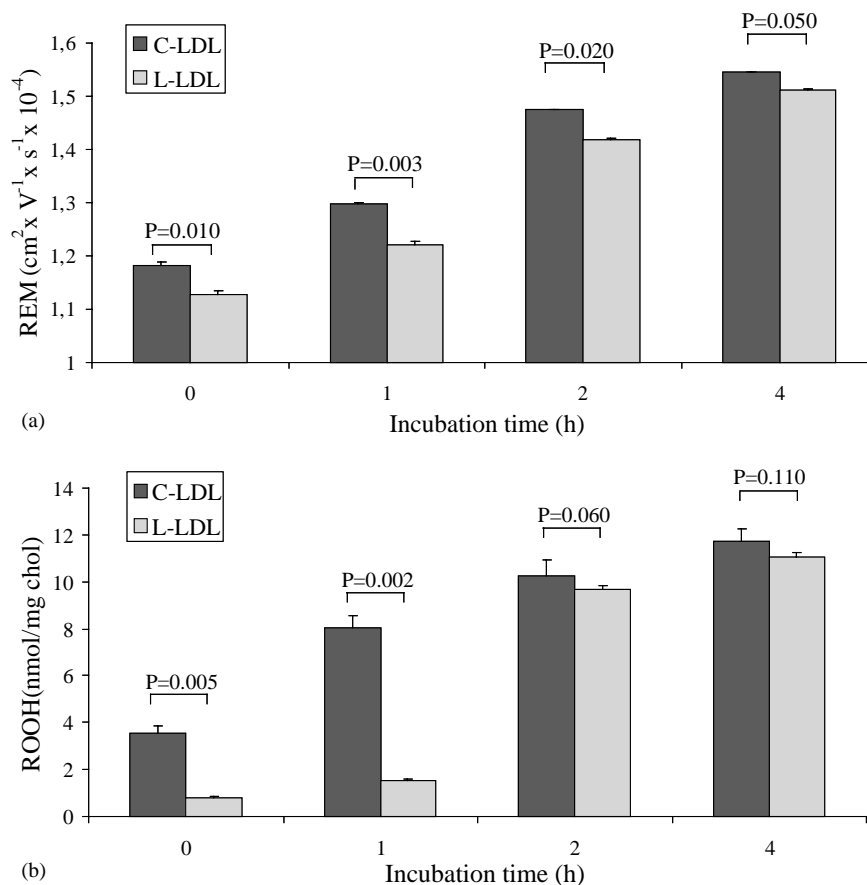 1,6
1,5
1,4
1,3
1,2
1,1
1
REM (cm² x V⁻¹ x s⁻¹ x 10⁻⁴)
C-LDL
L-LDL
P=0.010
P=0.003
P=0.020
P=0.050
0 1 2 4
(a)
Incubation time (h)
14
12
10
8
6
4
2
0
ROOH(nmol/mg chol)
C-LDL
L-LDL
P=0.005
P=0.002
P=0.060
P=0.110
0 1 2 4
(b)
Incubation time (h)